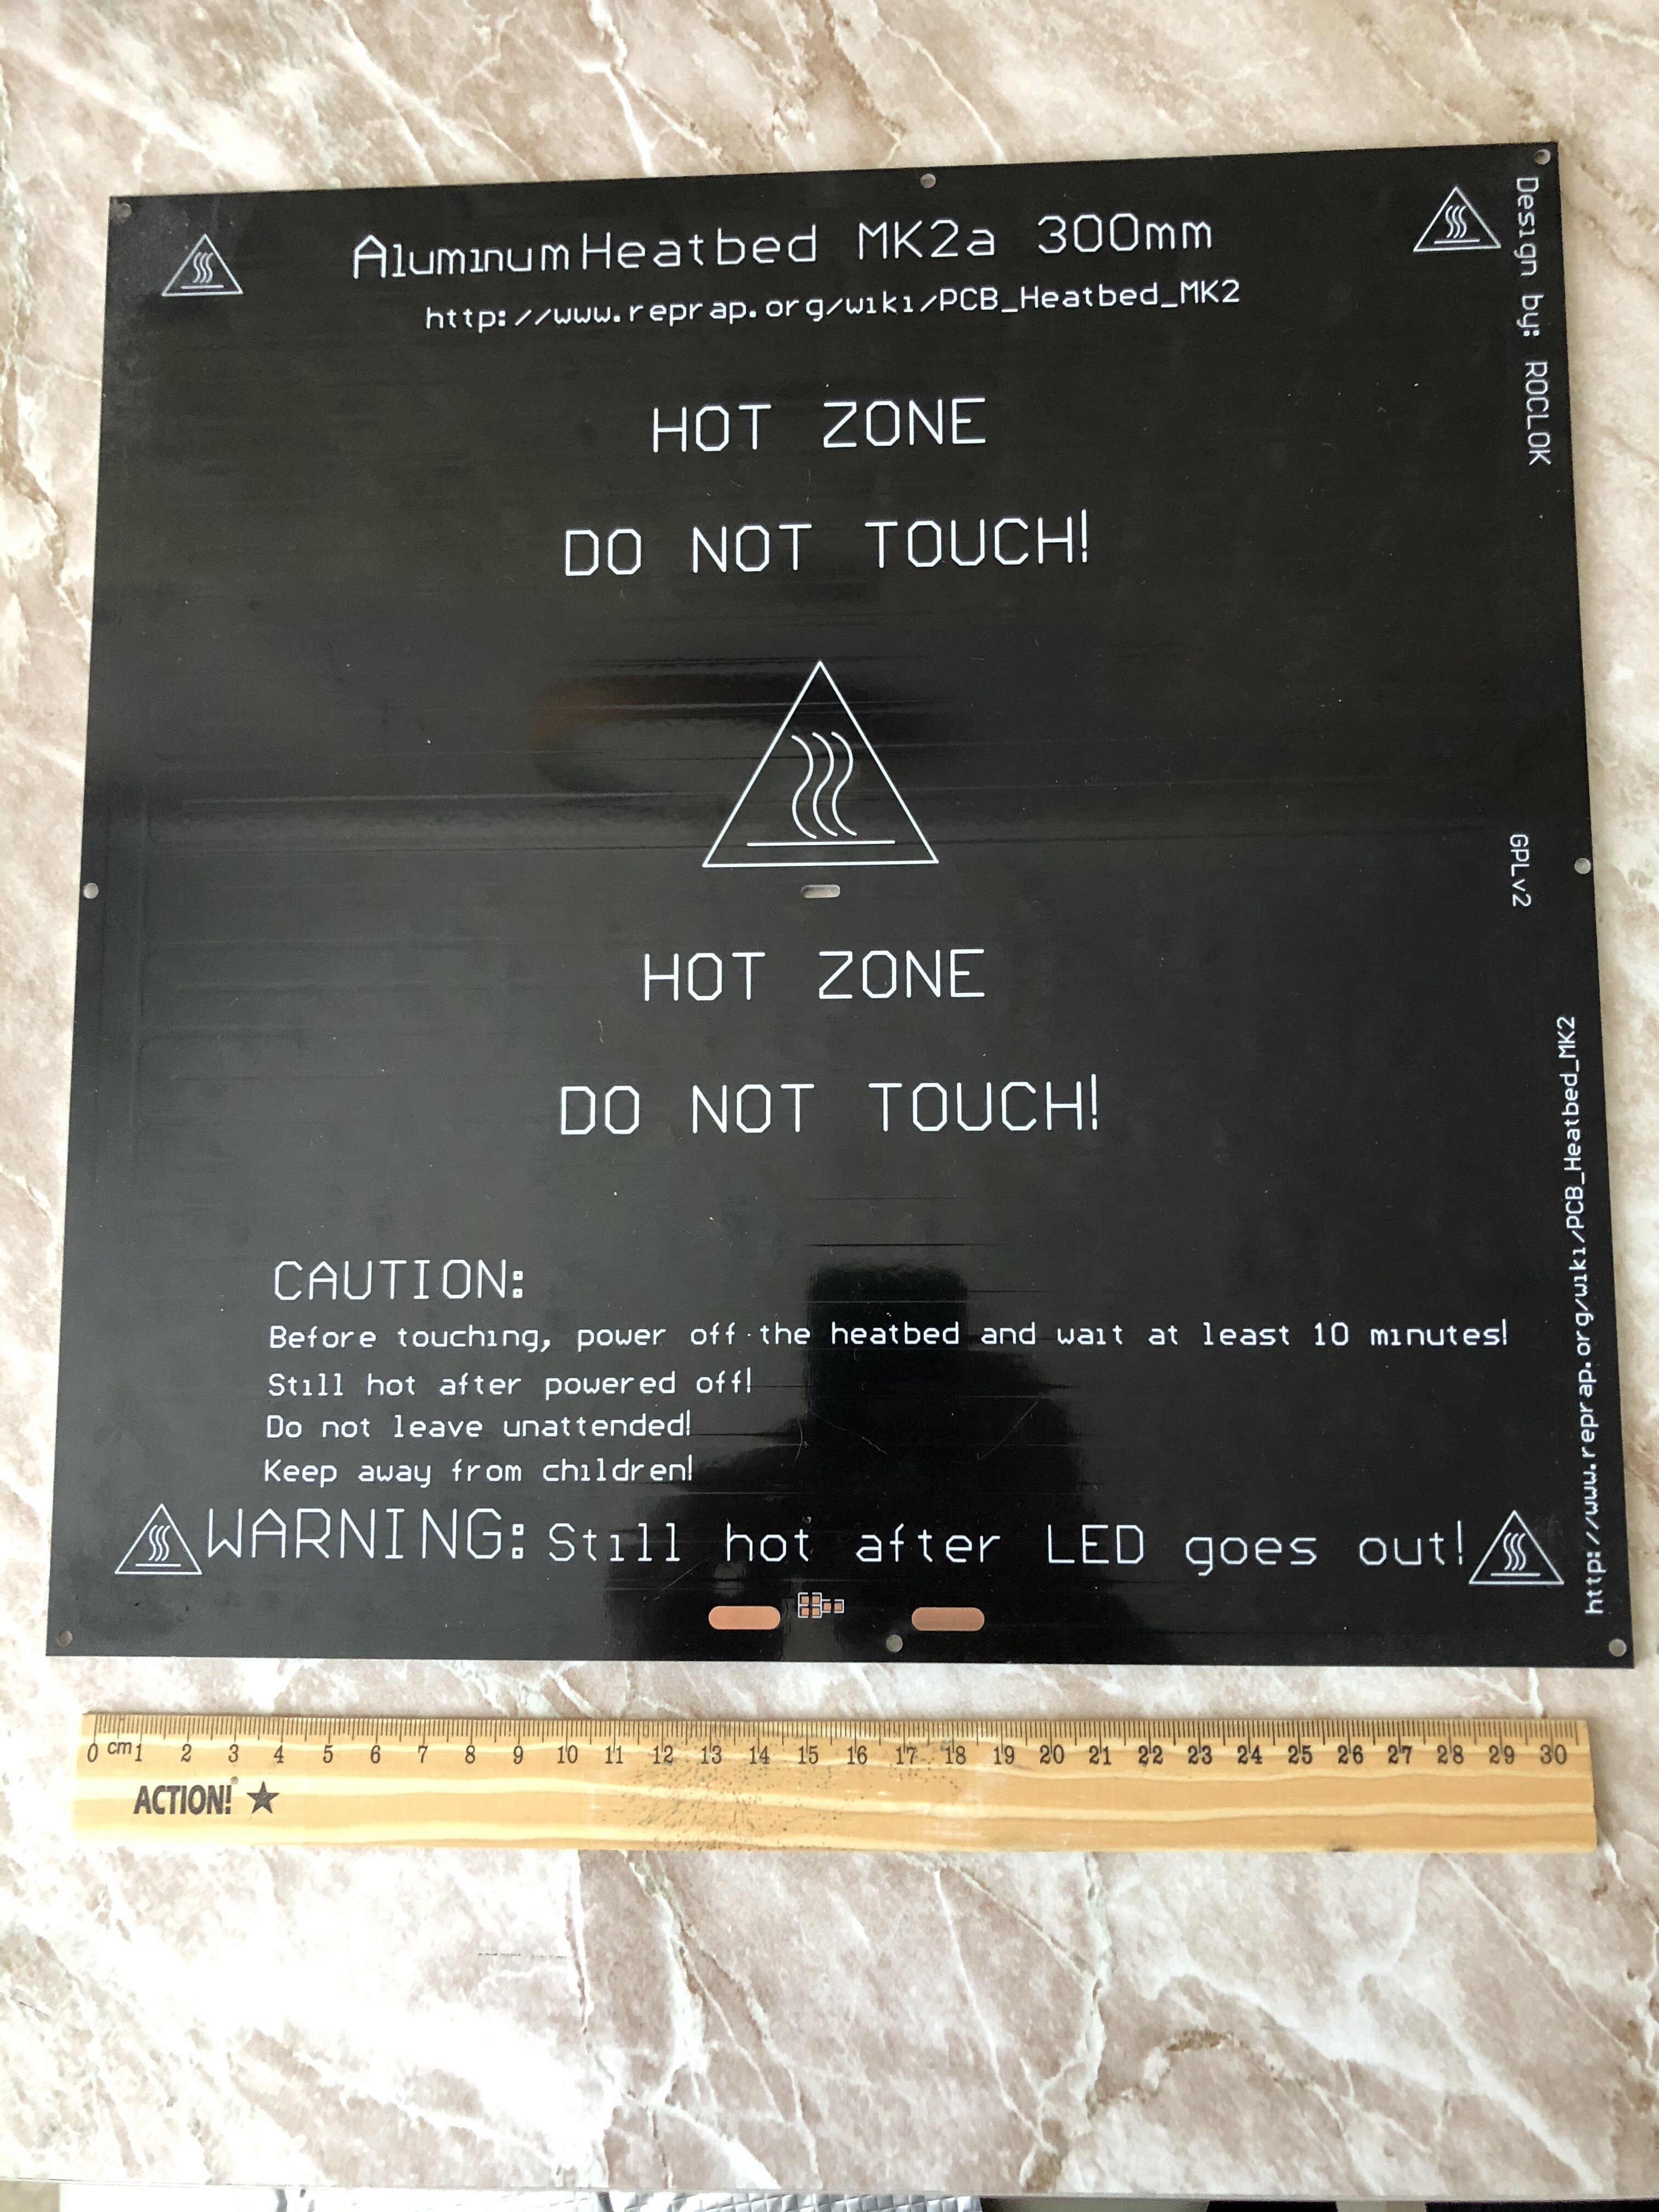 Aluminum Heatbed MK2a 300mm
http://www.reprap.org/wiki/PCB_Heatbed_MK2
Design by: ROCLOK
HOT ZONE
DO NOT TOUCH!
GPLv2
HOT ZONE
DO NOT TOUCH!
http://www.reprap.org/wiki/PCB_Heatbed_MK2
CAUTION:
Before touching, power off the heatbed and wait at least 10 minutes!
Still hot after powered off!
Do not leave unattended!
Keep away from children!
WARNING: Still hot after LED goes out!
0 cm 1 2 3 4 5 6 7 8 9 10 11 12 13 14 15 16 17 18 19 20 21 22 23 24 25 26 27 28 29 30
ACTION!